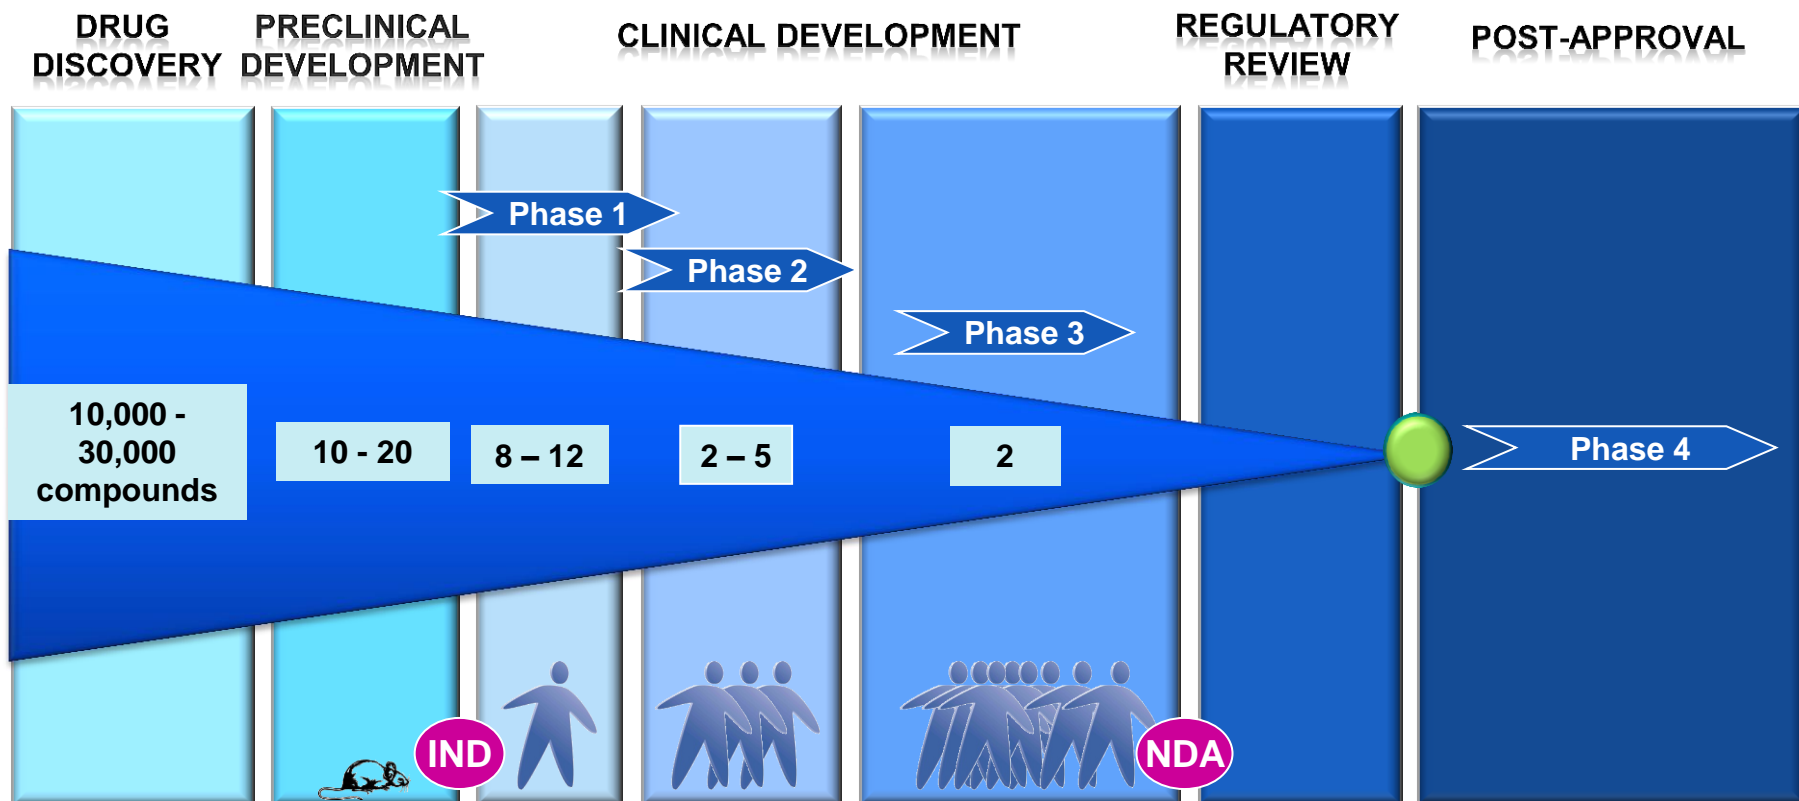 DRUG
DISCOVERY
PRECLINICAL
DEVELOPMENT
CLINICAL DEVELOPMENT
REGULATORY
REVIEW
POST-APPROVAL
Phase 1
Phase 2
Phase 3
10,000 -
30,000
compounds
10 - 20
8 – 12
2 – 5
2
Phase 4
IND
NDA